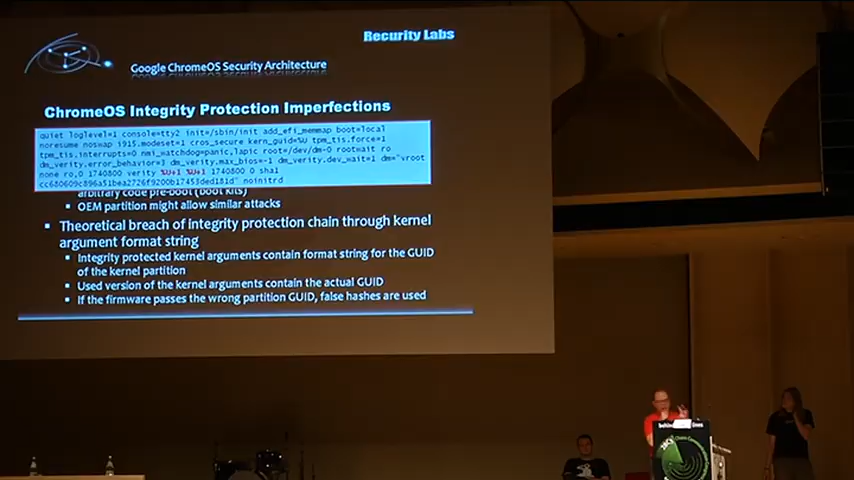 Recurity Labs
Google ChromeOS Security Architecture
ChromeOS Integrity Protection Imperfections
quiet loglevel=1 console=tty2 init=/sbin/init add_efi_memmap boot=local
noresume noswap i915.modeset=1 cros_secure kern_guid=%U tpm_tis.force=1
tpm_tis.interrupts=0 nmi_watchdog=panic,lapic root=/dev/dm-0 rootwait ro
dm_verity.error_behavior=3 dm_verity.max_bios=-1 dm_verity.dev_wait=1 dm="vroot
none ro,0 1740800 verity %U+1 %U+1 1740800 0 sha1
cc680609c896a51bea2726f9200b17453ded181d" noinitrd
arbitrary code pre-boot (boot kits)
▪ OEM partition might allow similar attacks
▪ Theoretical breach of integrity protection chain through kernel
argument format string
▪ Integrity protected kernel arguments contain format string for the GUID
of the kernel partition
▪ Used version of the kernel arguments contain the actual GUID
▪ If the firmware passes the wrong partition GUID, false hashes are used
behind